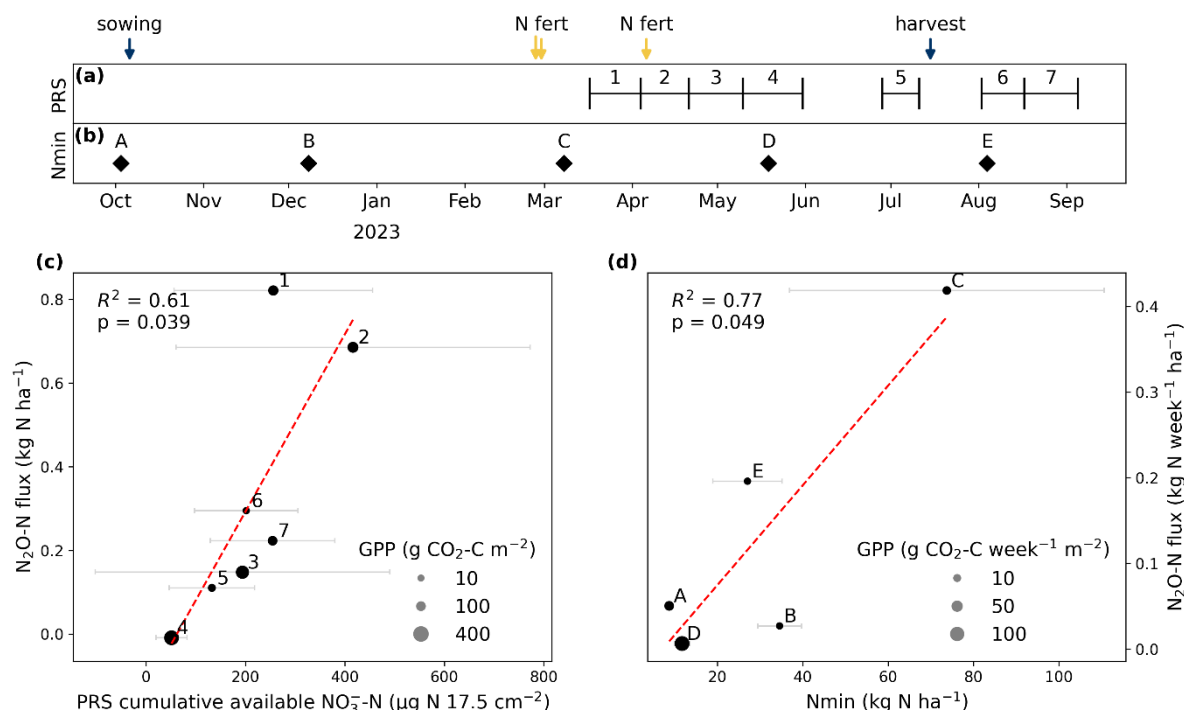 sowing N fert N fert harvest
(a) PRS 1 2 3 4 5 6 7
(b) Nmin A B C D E
Oct Nov Dec Jan Feb Mar Apr May Jun Jul Aug Sep
2023
(c)
R² = 0.61
p = 0.039
N₂O-N flux (kg N ha⁻¹)
0.8
0.6
0.4
0.2
0.0
1
2
6
7
3
5
4
GPP (g CO₂-C m⁻²)
10
100
400
0 200 400 600 800
PRS cumulative available NO₃⁻-N (μg N 17.5 cm⁻²)
(d)
R² = 0.77
p = 0.049
C
E
A
B
D
GPP (g CO₂-C week⁻¹ m⁻²)
10
50
100
0.4
0.3
0.2
0.1
0.0
N₂O-N flux (kg N week⁻¹ ha⁻¹)
20 40 60 80 100
Nmin (kg N ha⁻¹)